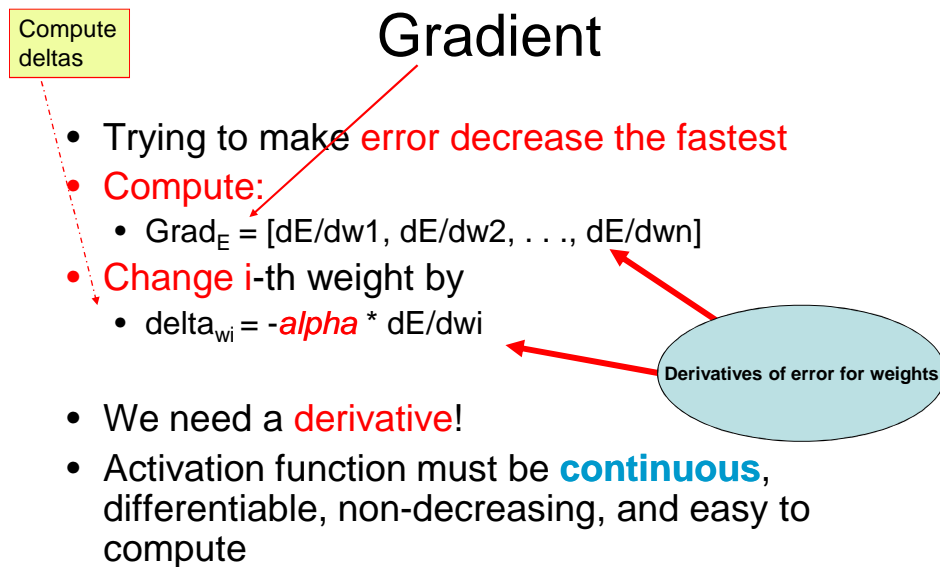 Compute
deltas
Gradient
• Trying to make error decrease the fastest
• Compute:
• Grad_E = [dE/dw1, dE/dw2, . . ., dE/dwn]
• Change i-th weight by
• delta_wi = -alpha * dE/dwi
Derivatives of error for weights
• We need a derivative!
• Activation function must be continuous,
differentiable, non-decreasing, and easy to
compute